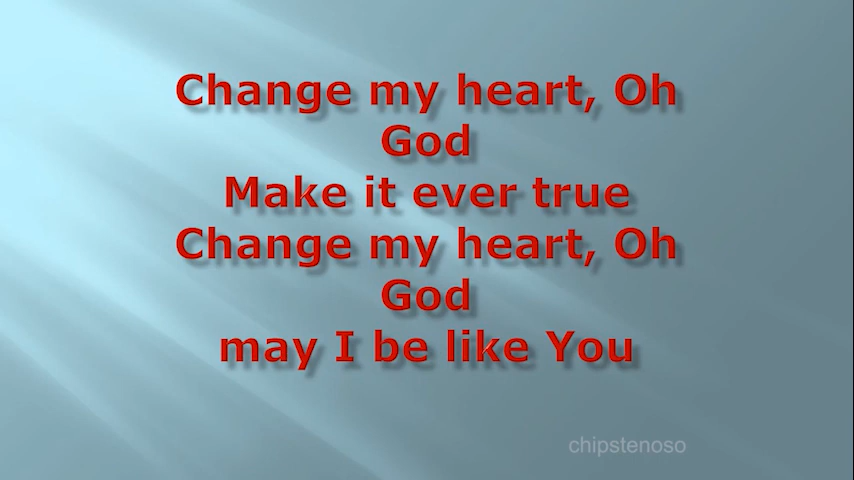 Change my heart, Oh
God
Make it ever true
Change my heart, Oh
God
may I be like You
chipstenoso